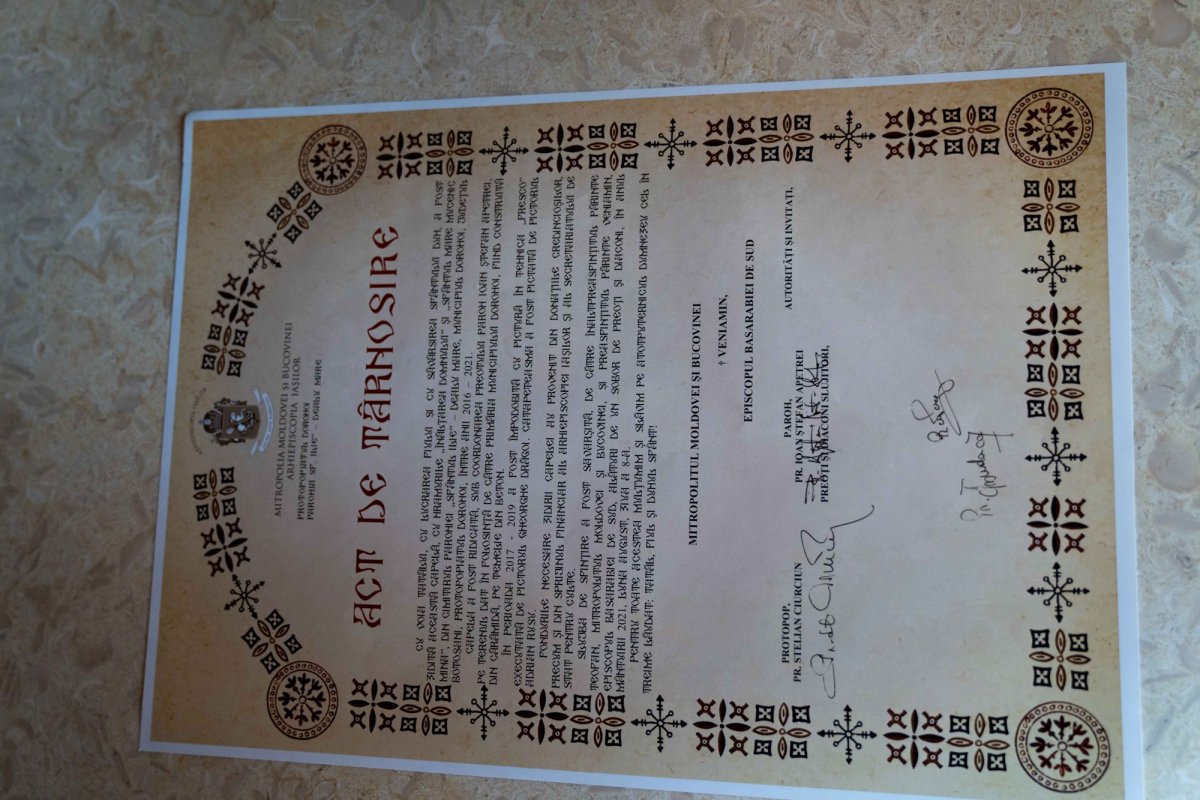 MITROPOLIA MOLDOVEI ȘI BUCOVINEI
ARHIEPISCOPIA IAȘILOR
PROTOPOPIATUL DOROHOI
PAROHIA SF. ILIE” – DEALU MARE
ACT DE TÂRNOSIRE
CU VOIA TATĂLUI, CU LUCRAREA FIULUI ȘI CU SĂVÂRȘIREA SFÂNTULUI DUH, A FOST
ZIDITĂ ACEASTĂ CAPELĂ, CU HRAMURILE „ÎNĂLȚAREA DOMNULUI” ȘI „SFÂNTUL MARE MUCENIC
MINA”, DIN CIMITIRUL PAROHIEI „SFÂNTUL ILIE” – DEALU MARE, MUNICIPIUL DOROHOI, JUDEȚUL
BOTOȘANI, PROTOPOPIATUL DOROHOI, ÎNTRE ANII 2016 – 2021.
CAPELA A FOST RIDICATĂ, SUB COORDONAREA PREOTULUI PAROH IOAN ȘTEFAN APETREI,
PE TERENUL DAT ÎN FOLOSINȚĂ DE CĂTRE PRIMĂRIA MUNICIPIULUI DOROHOI, FIIND CONSTRUITĂ
DIN CĂRĂMIDĂ, PE TEMELIE DIN BETON.
ÎN PERIOADA 2017 - 2019 A FOST ÎMPODOBITĂ CU PICTURĂ ÎN TEHNICA „FRESCO”
EXECUTATĂ DE PICTORUL GHEORGHE DRĂGOI. CATAPETEASMA A FOST PICTATĂ DE PICTORUL
ADRIAN RUSU.
FONDURILE NECESARE ZIDIRII CAPELEI AU PROVENIT DIN DONAȚIILE CREDINCIOȘILOR,
PRECUM ȘI DIN SPRIJINUL FINANCIAR AL ARHIEPISCOPIEI IAȘILOR ȘI AL SECRETARIATULUI DE
STAT PENTRU CULTE.
SLUJBA DE SFINȚIRE A FOST SĂVÂRȘITĂ, DE CĂTRE ÎNALTPREASFINȚITUL PĂRINTE
TEOFAN, MITROPOLITUL MOLDOVEI ȘI BUCOVINEI, ȘI PREASFINȚITUL PĂRINTE VENIAMIN,
EPISCOPUL BASARABIEI DE SUD, ALĂTURI DE UN SOBOR DE PREOȚI ȘI DIACONI, ÎN ANUL
MÂNTUIRII 2021, LUNA AUGUST, ZIUA A 8-A.
PENTRU TOATE ACESTEA MULȚUMIM ȘI SLĂVIM PE ATOTPUTERNICUL DUMNEZEU CEL ÎN
TREIME LĂUDAT: TATĂL, FIUL ȘI DUHUL SFÂNT!
MITROPOLITUL MOLDOVEI ȘI BUCOVINEI
† VENIAMIN,
EPISCOPUL BASARABIEI DE SUD
PROTOPOP,
PR. STELIAN CIURCIUN
PAROH,
PR. IOAN ȘTEFAN APETREI
PREOȚI ȘI DIACONI SLUJITORI,
AUTORITĂȚI ȘI INVITAȚI,